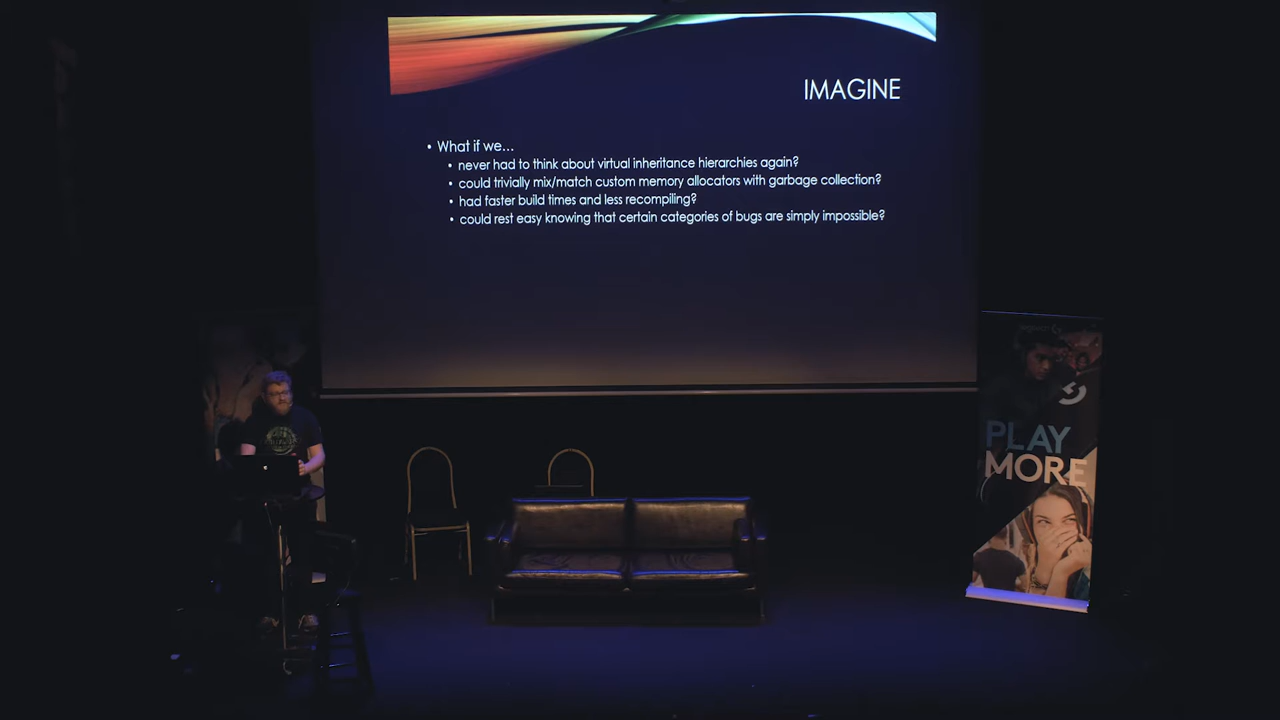 IMAGINE
• What if we...
• never had to think about virtual inheritance hierarchies again?
• could trivially mix/match custom memory allocators with garbage collection?
• had faster build times and less recompiling?
• could rest easy knowing that certain categories of bugs are simply impossible?
PLAY
MORE